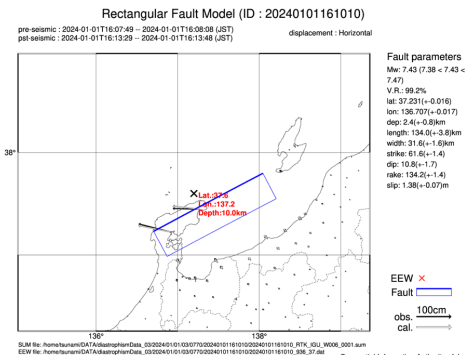 Rectangular Fault Model (ID : 20240101161010)
pre-seismic : 2024-01-01T16:07:49 -- 2024-01-01T16:08:08 (JST)
pst-seismic : 2024-01-01T16:13:29 -- 2024-01-01T16:13:48 (JST)
displacement : Horizontal
Fault parameters
Mw: 7.43 (7.38 < 7.43 <
7.47)
V.R.: 99.2%
lat: 37.231(+-0.016)
lon: 136.707(+-0.017)
dep: 2.4(+-0.8)km
length: 134.0(+-3.8)km
width: 31.6(+-1.6)km
strike: 61.6(+-1.4)
dip: 10.8(+-1.7)
rake: 134.2(+-1.4)
slip: 1.38(+-0.07)m
38°
Lat.:37.6
Lon.:137.2
Depth:10.0km
EEW
Fault
100cm
obs.
cal.
136°
138°
SUM file: /home/tsunami/DATA/diastrophismData_03/2024/01/01/03/0770/20240101161010/20240101161010_RTK_IGU_W006_0001.sum
EEW file: /home/tsunami/DATA/diastrophismData_03/2024/01/01/03/0770/20240101161010/20240101161010_936_37.dat